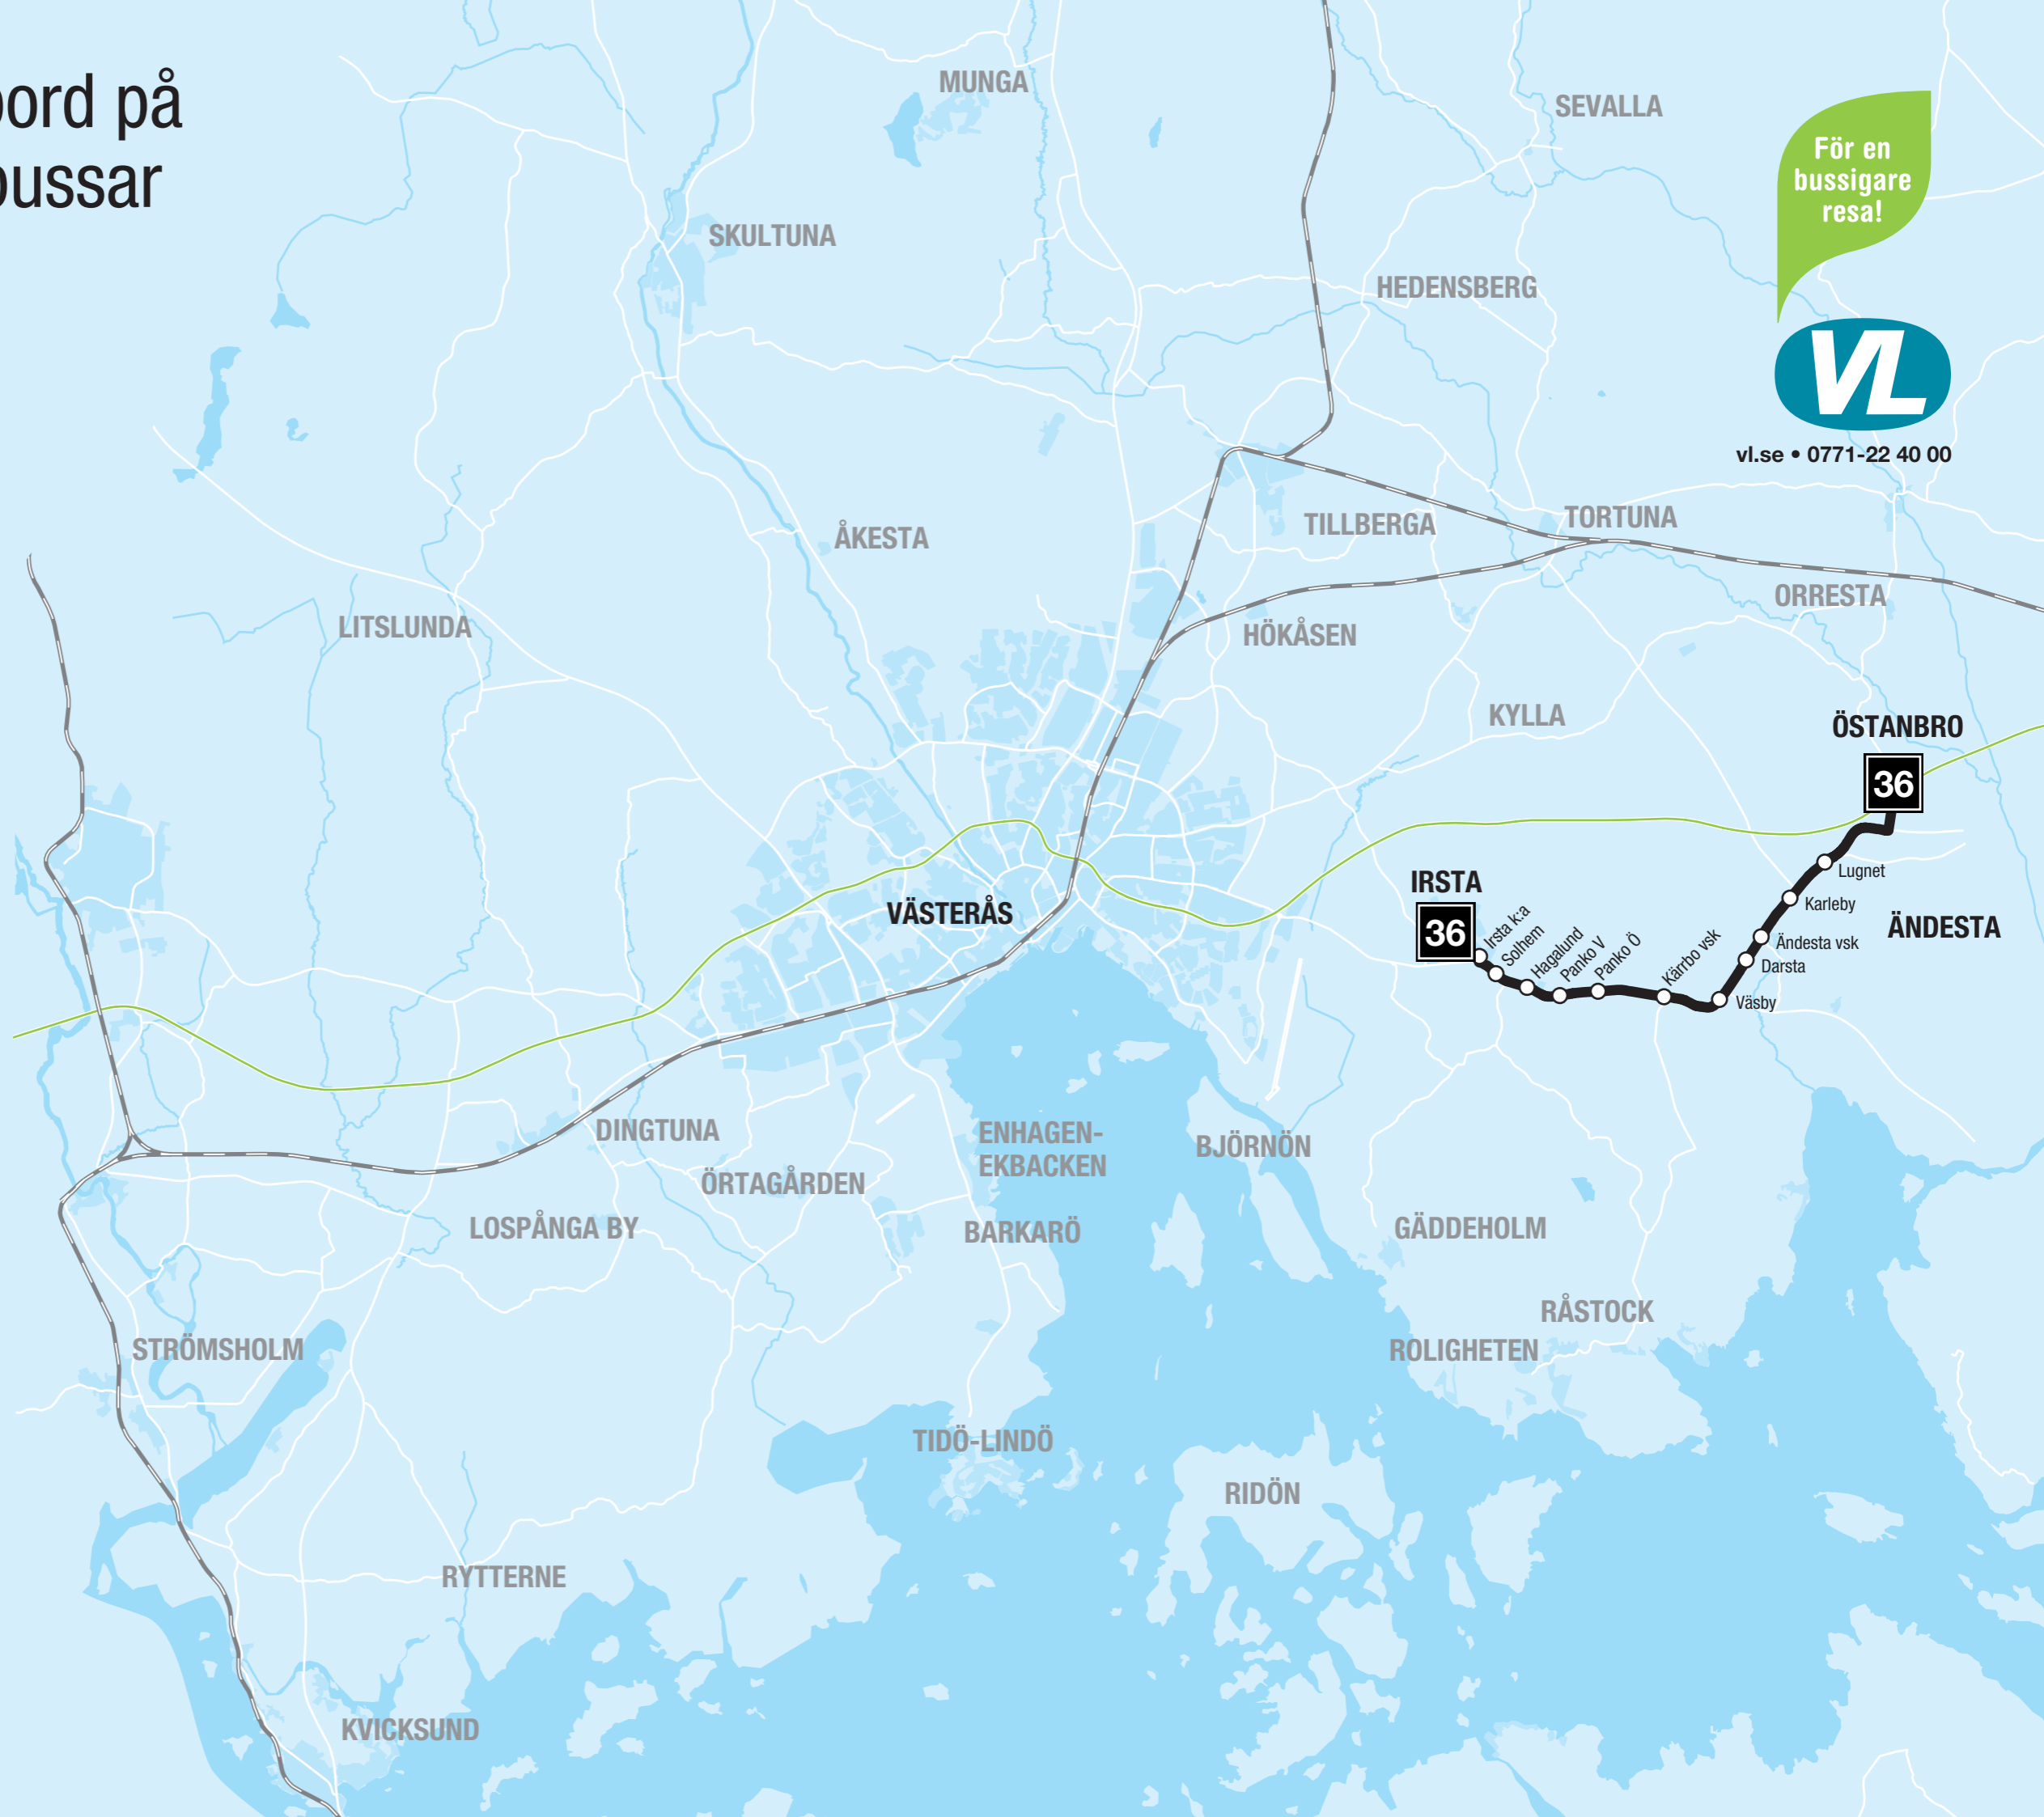 ord på
ussar
MUNGA
SEVALLA
För en
bussigare
resa!
SKULTUNA
HEDENSBERG
VL
vl.se • 0771-22 40 00
ÅKESTA
TILLBERGA
TORTUNA
ORRESTA
LITSLUNDA
HÖKÅSEN
KYLLA
ÖSTANBRO
36
Lugnet
Karleby
ÄNDESTA
Ändesta vsk
Darsta
Väsby
IRSTA
36
Irsta k:a
Solhem
Hagalund
Panko V
Panko Ö
Kärrbo vsk
VÄSTERÅS
DINGTUNA
ENHAGEN-
EKBACKEN
BJÖRNÖN
ÖRTAGÅRDEN
LOSPÅNGA BY
BARKARÖ
GÄDDEHOLM
RÅSTOCK
STRÖMSHOLM
ROLIGHETEN
TIDÖ-LINDÖ
RIDÖN
RYTTERNE
KVICKSUND